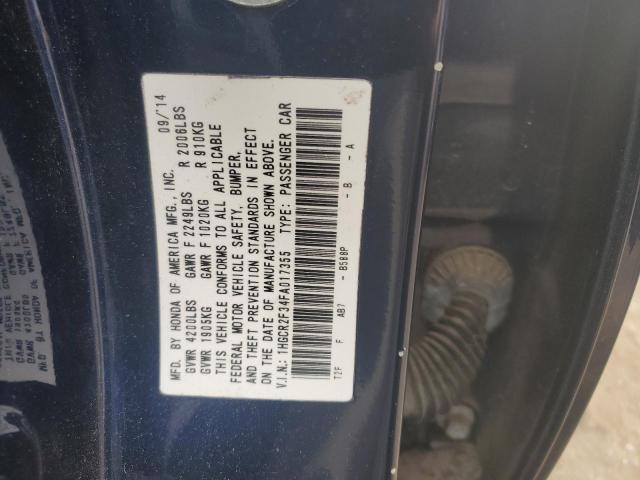 MFD. BY HONDA OF AMERICA MFG., INC. 09/'14
GVWR 4200LBS GAWR F 2249LBS R 2006LBS
GVWR 1905KG GAWR F 1020KG R 910KG
THIS VEHICLE CONFORMS TO ALL APPLICABLE
FEDERAL MOTOR VEHICLE SAFETY, BUMPER,
AND THEFT PREVENTION STANDARDS IN EFFECT
ON THE DATE OF MANUFACTURE SHOWN ABOVE.
V.I.N.: 1HGCR2F34FA017355 TYPE: PASSENGER CAR
T2F F AB7 - B588P - B - A